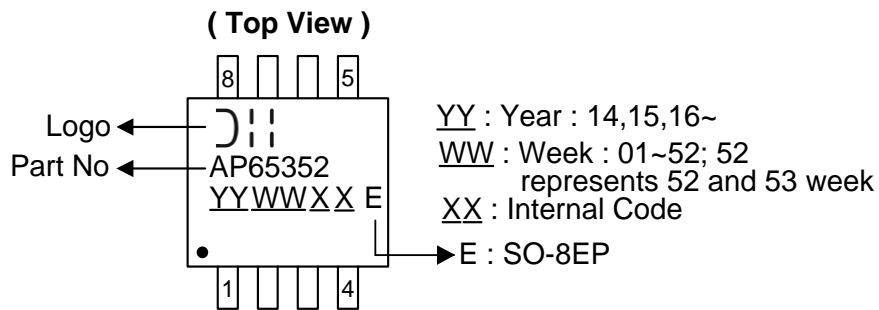 ( Top View )
8 5
Logo
Part No
AP65352
YYWWXX E
1 4
YY : Year : 14,15,16~
WW : Week : 01~52; 52
represents 52 and 53 week
XX : Internal Code
E : SO-8EP